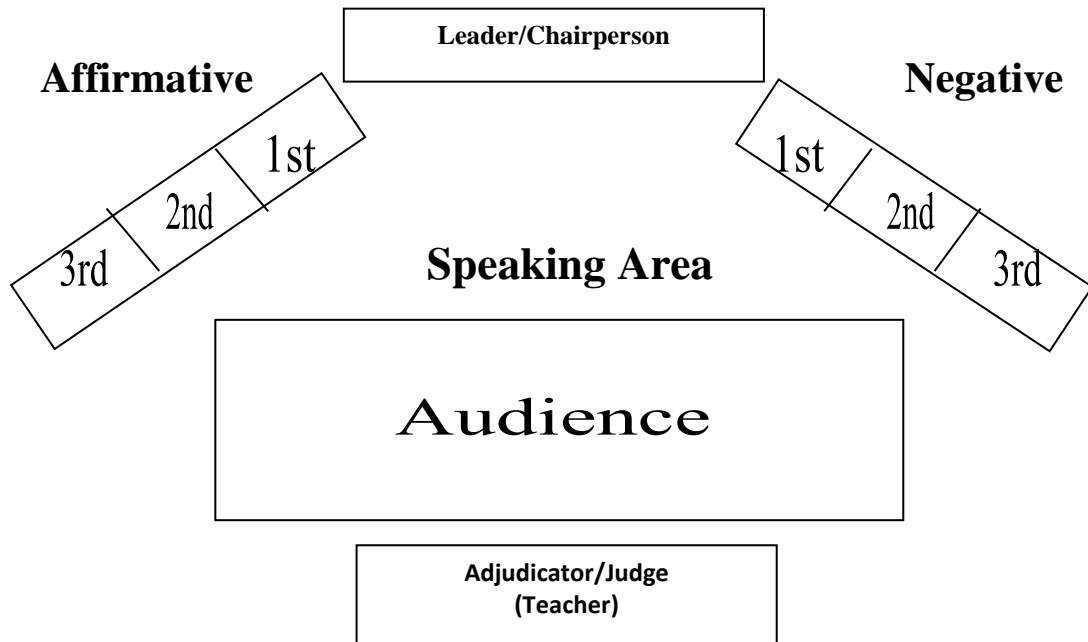 Leader/Chairperson
Affirmative
Negative
1st
2nd
3rd
1st
2nd
3rd
Speaking Area
Audience
Adjudicator/Judge
(Teacher)